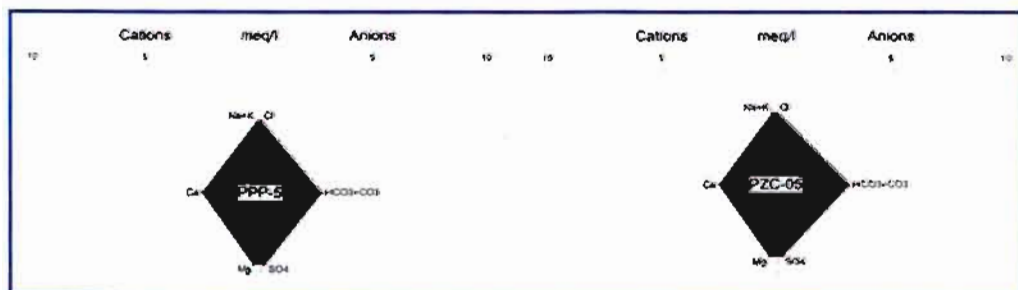 Cations meq/l Anions
10 5 5 10
Na+K Cl
Ca PPP-5 HCO3+CO3
Mg SO4
Cations meq/l Anions
10 5 5 10
Na+K Cl
Ca PZC-05 HCO3+CO3
Mg SO4